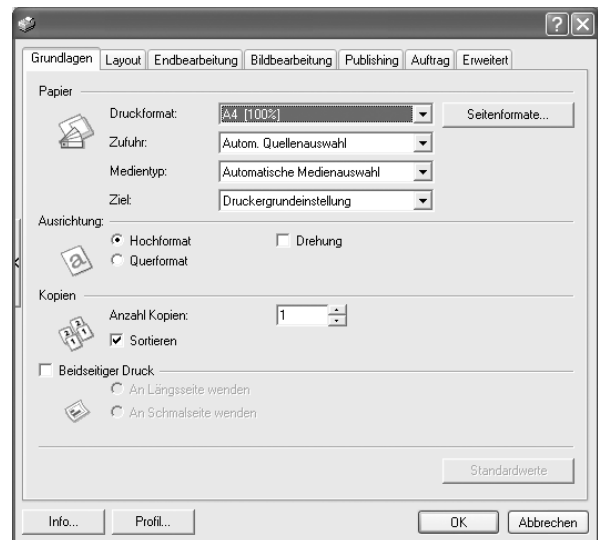 Grundlagen Layout Endbearbeitung Bildbearbeitung Publishing Auftrag Erweitert
Papier
Druckformat: A4 [100%] Seitenformate...
Zufuhr: Autom. Quellenauswahl
Medientyp: Automatische Medienauswahl
Ziel: Druckergrundeinstellung
Ausrichtung:
Hochformat Drehung
Querformat
Kopien
Anzahl Kopien: 1
Sortieren
Beidseitiger Druck
An Längsseite wenden
An Schmalseite wenden
Standardwerte
Info... Profil... OK Abbrechen